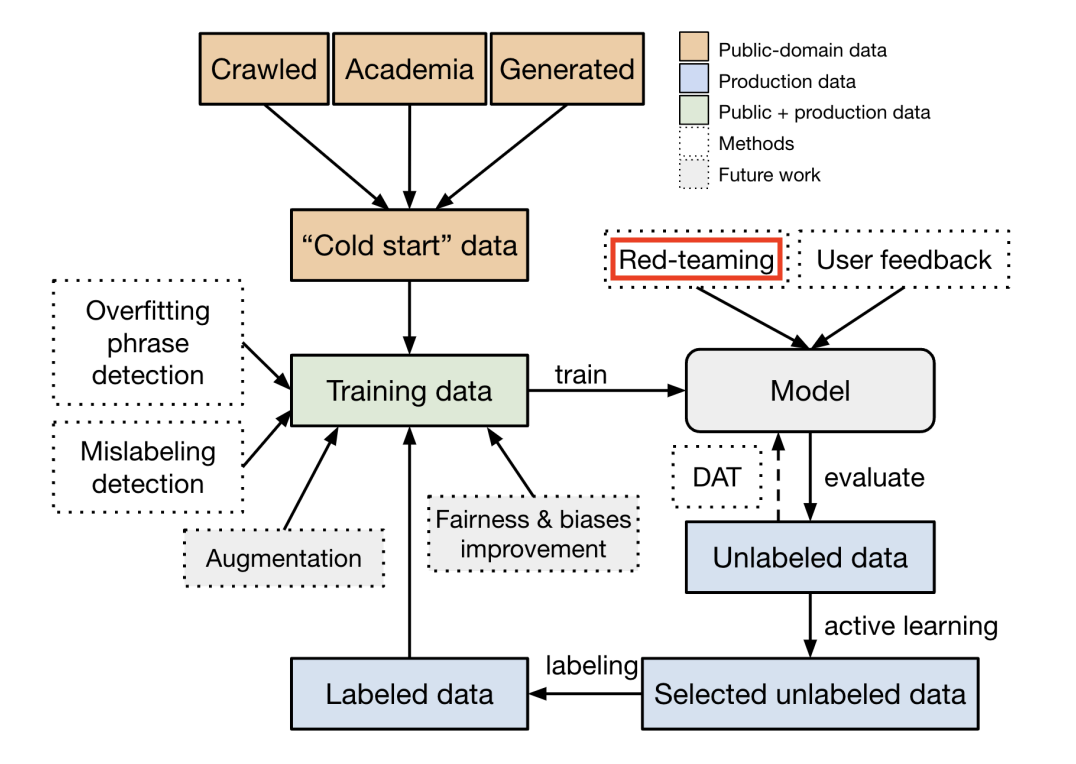 Crawled
Academia
Generated
Public-domain data
Production data
Public + production data
Methods
Future work
“Cold start” data
Red-teaming
User feedback
Overfitting
phrase
detection
Training data
train
Model
Mislabeling
detection
DAT
evaluate
Augmentation
Fairness & biases
improvement
Unlabeled data
active learning
Labeled data
labeling
Selected unlabeled data